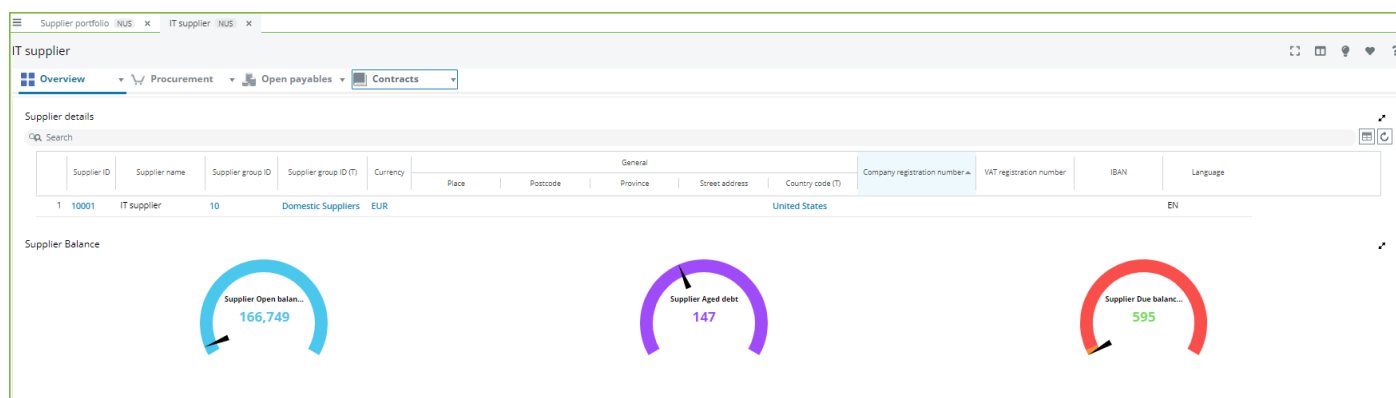 Supplier portfolio NUS × IT supplier NUS ×
IT supplier
Overview Procurement Open payables Contracts
Supplier details
Search
General
Supplier ID Supplier name Supplier group ID Supplier group ID (T) Currency Company registration number VAT registration number IBAN Language
Place Postcode Province Street address Country code (T)
1 10001 IT supplier 10 Domestic Suppliers EUR United States EN
Supplier Balance
Supplier Open balan... Supplier Aged debt Supplier Due balanc...
166,749 147 595